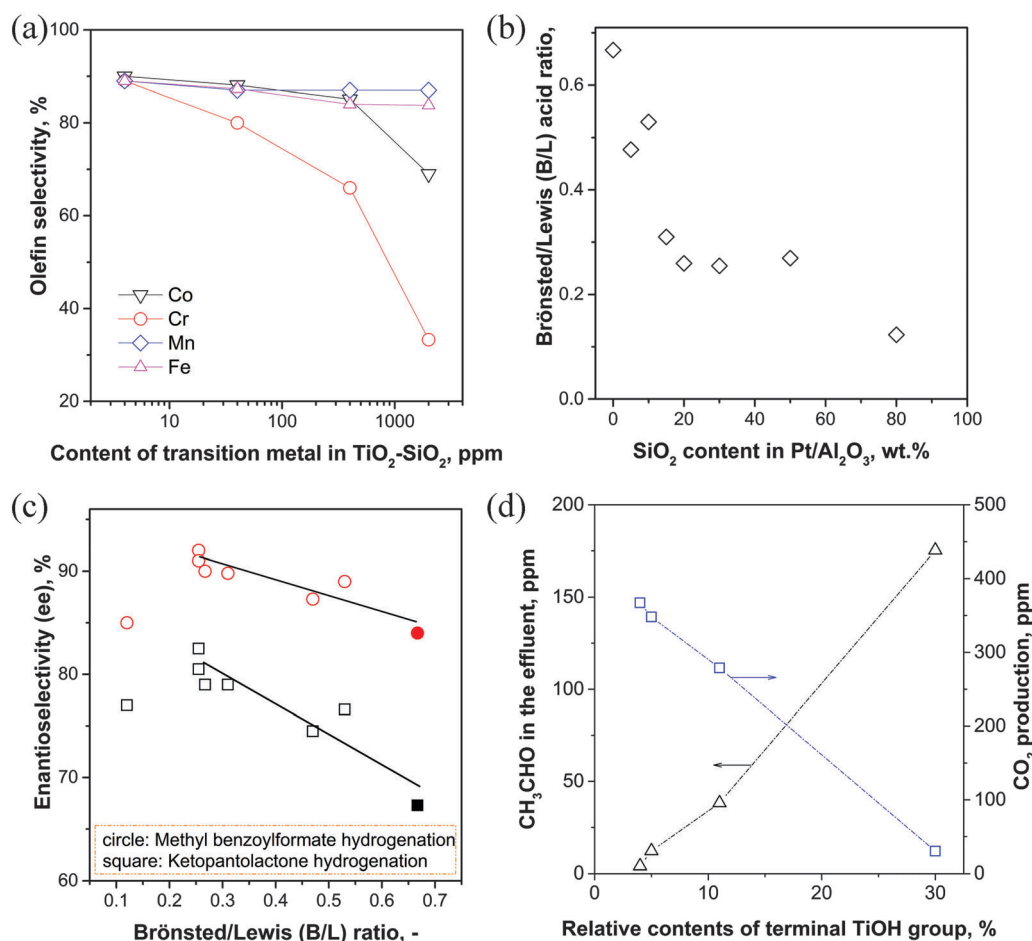 (a)
100
80
60
40
20
Olefin selectivity, %
Co
Cr
Mn
Fe
10
100
1000
Content of transition metal in TiO₂-SiO₂, ppm
(b)
0.6
0.4
0.2
0.0
Brönsted/Lewis (B/L) acid ratio,
0
20
40
60
80
100
SiO₂ content in Pt/Al₂O₃, wt.%
(c)
90
80
70
60
Enantioselectivity (ee), %
circle: Methyl benzoylformate hydrogenation
square: Ketopantolactone hydrogenation
0.1
0.2
0.3
0.4
0.5
0.6
0.7
Brönsted/Lewis (B/L) ratio, -
(d)
200
150
100
50
0
CH₃CHO in the effluent, ppm
500
400
300
200
100
0
CO₂ production, ppm
0
10
20
30
Relative contents of terminal TiOH group, %